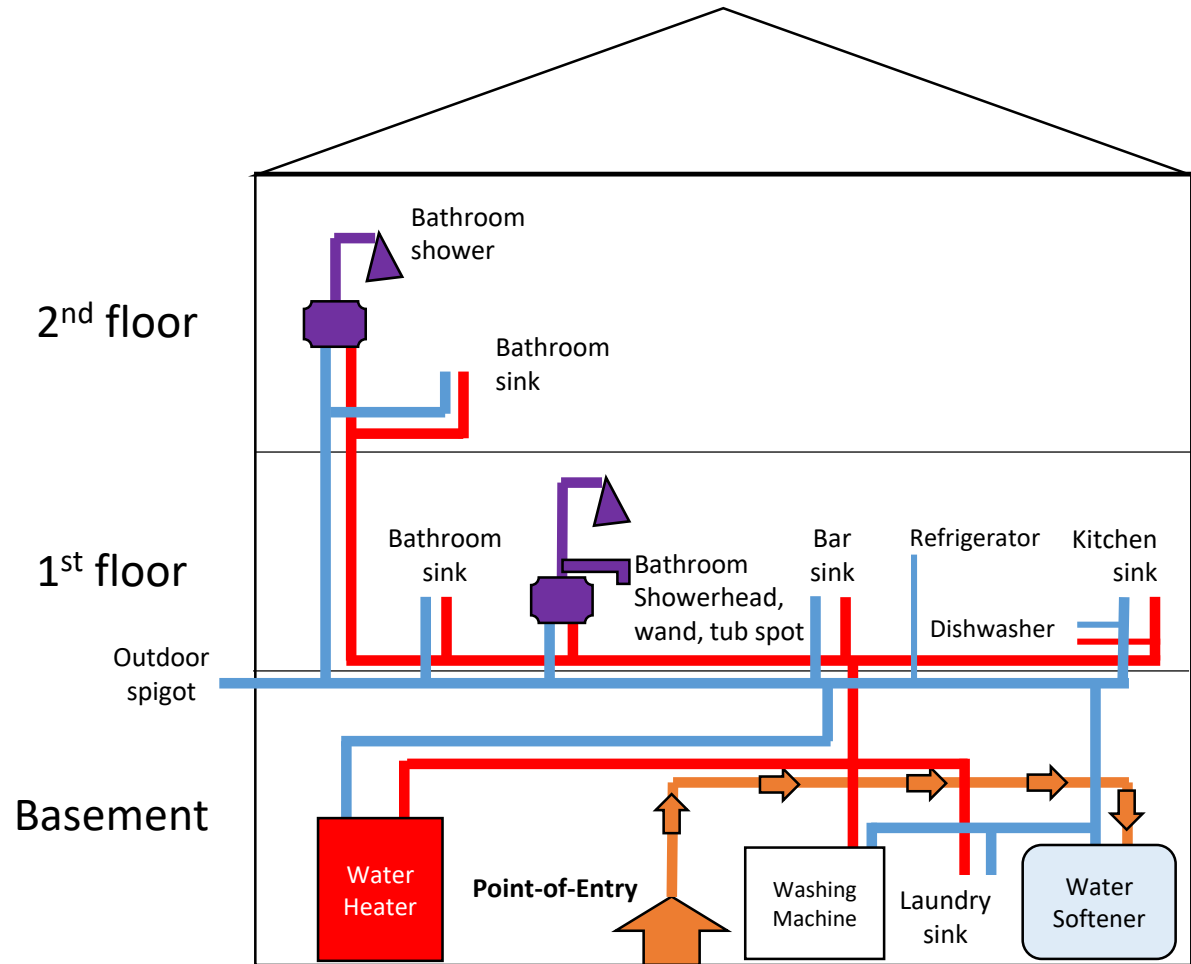 Bathroom
shower
2nd floor
Bathroom
sink
1st floor
Bathroom
sink
Bathroom
Showerhead,
wand, tub spot
Bar
sink
Refrigerator
Kitchen
sink
Dishwasher
Outdoor
spigot
Basement
Water
Heater
Point-of-Entry
Washing
Machine
Laundry
sink
Water
Softener